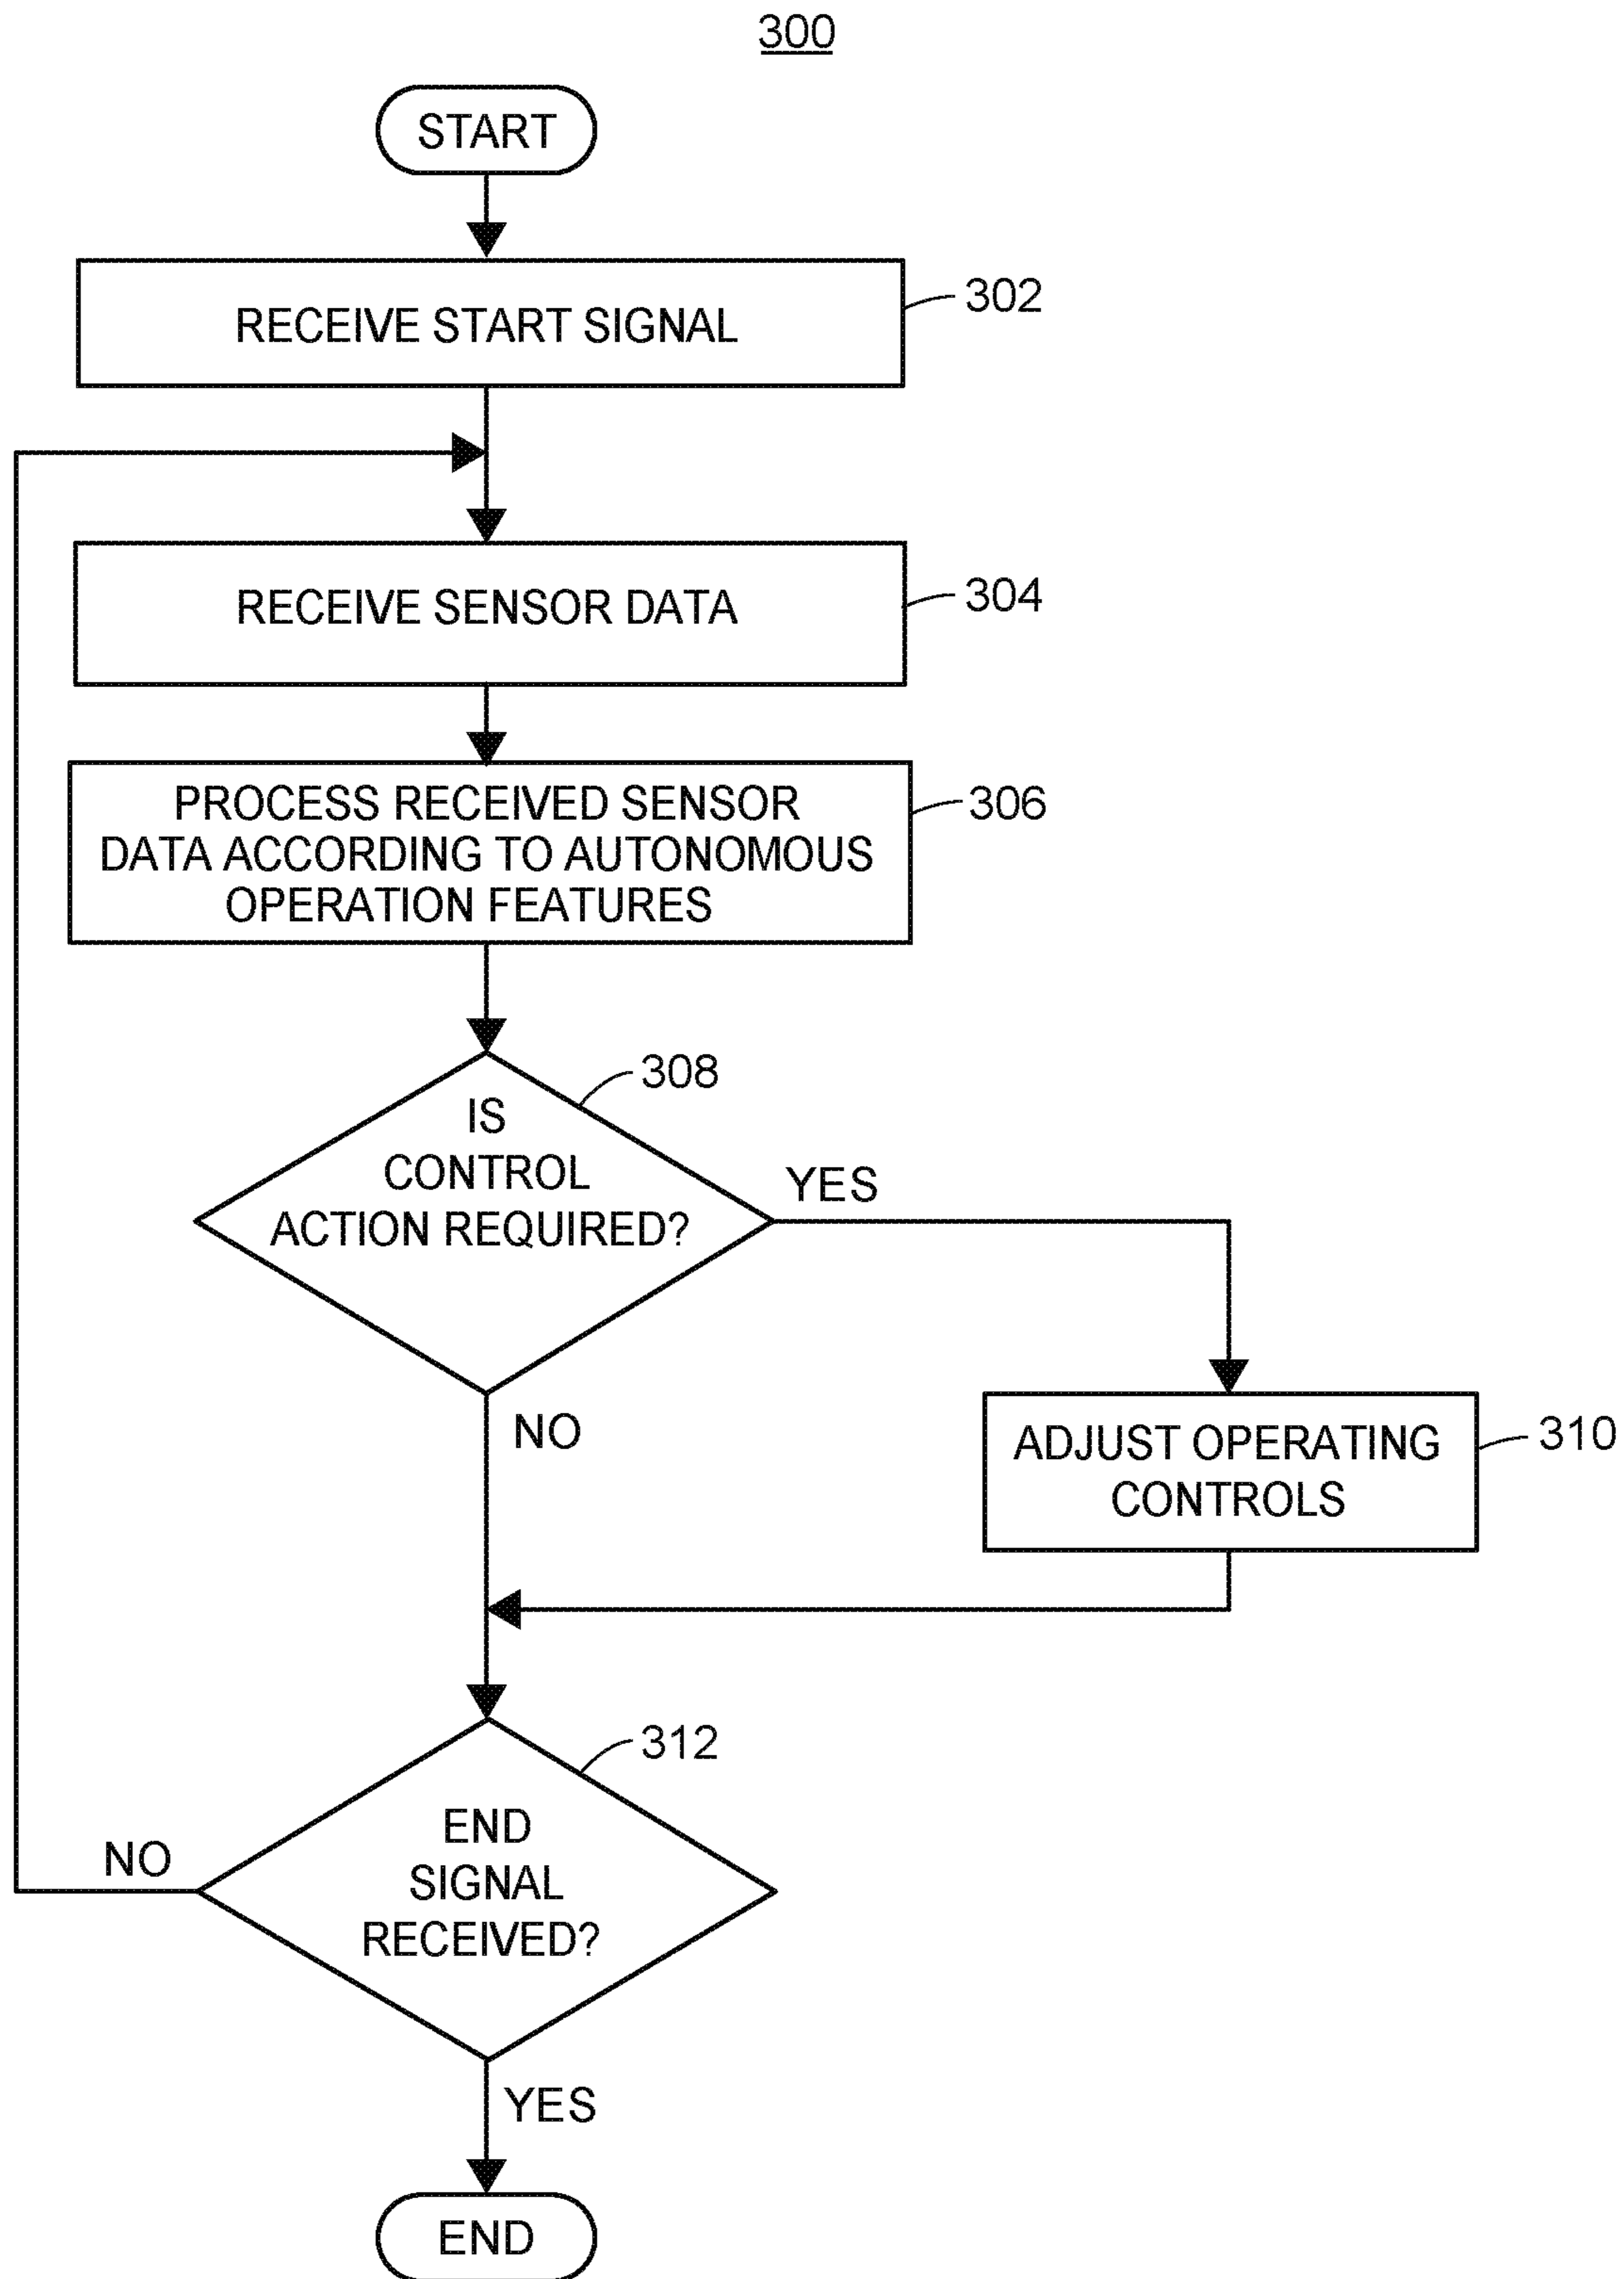 300
START
RECEIVE START SIGNAL
302
RECEIVE SENSOR DATA
304
PROCESS RECEIVED SENSOR
DATA ACCORDING TO AUTONOMOUS
OPERATION FEATURES
306
308
IS
CONTROL
ACTION REQUIRED?
YES
NO
ADJUST OPERATING
CONTROLS
310
312
END
SIGNAL
RECEIVED?
NO
YES
END